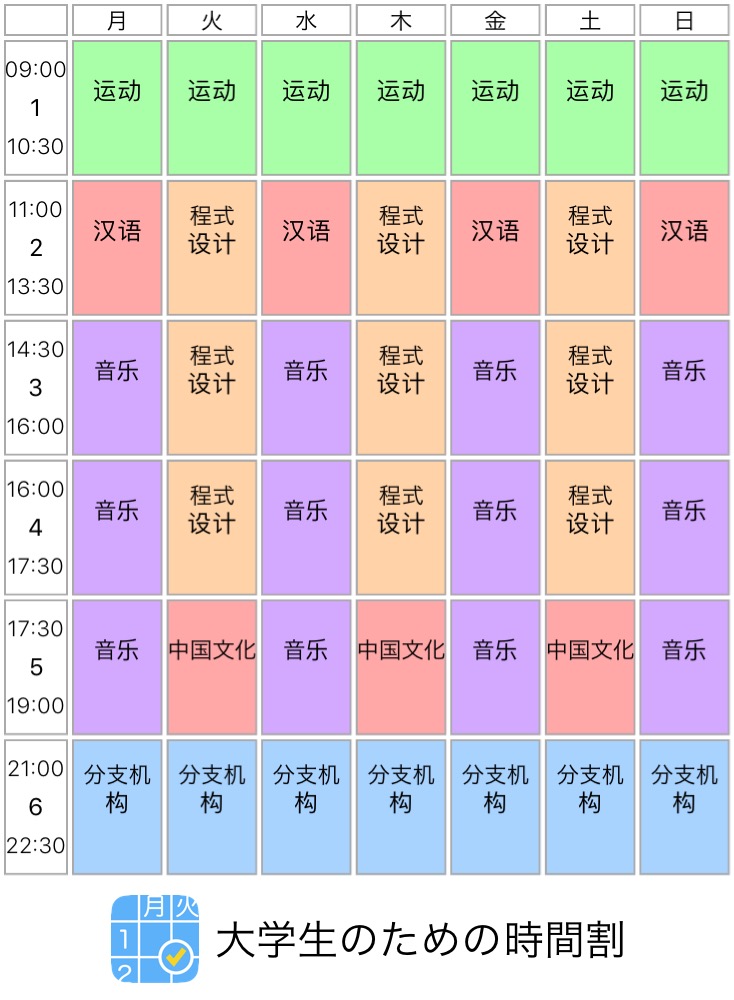 月 火 水 木 金 土 日
09:00
1
10:30
运动 运动 运动 运动 运动 运动 运动
11:00
2
13:30
汉语 程式 汉语 程式 汉语 程式 汉语
设计 设计 设计
14:30
3
16:00
音乐 程式 音乐 程式 音乐 程式 音乐
设计 设计 设计
16:00
4
17:30
音乐 程式 音乐 程式 音乐 程式 音乐
设计 设计 设计
17:30
5
19:00
音乐 中国文化 音乐 中国文化 音乐 中国文化 音乐
21:00
6
22:30
分支机 分支机 分支机 分支机 分支机 分支机 分支机
构 构 构 构 构 构 构
月 火
1
2
大学生のための時間割